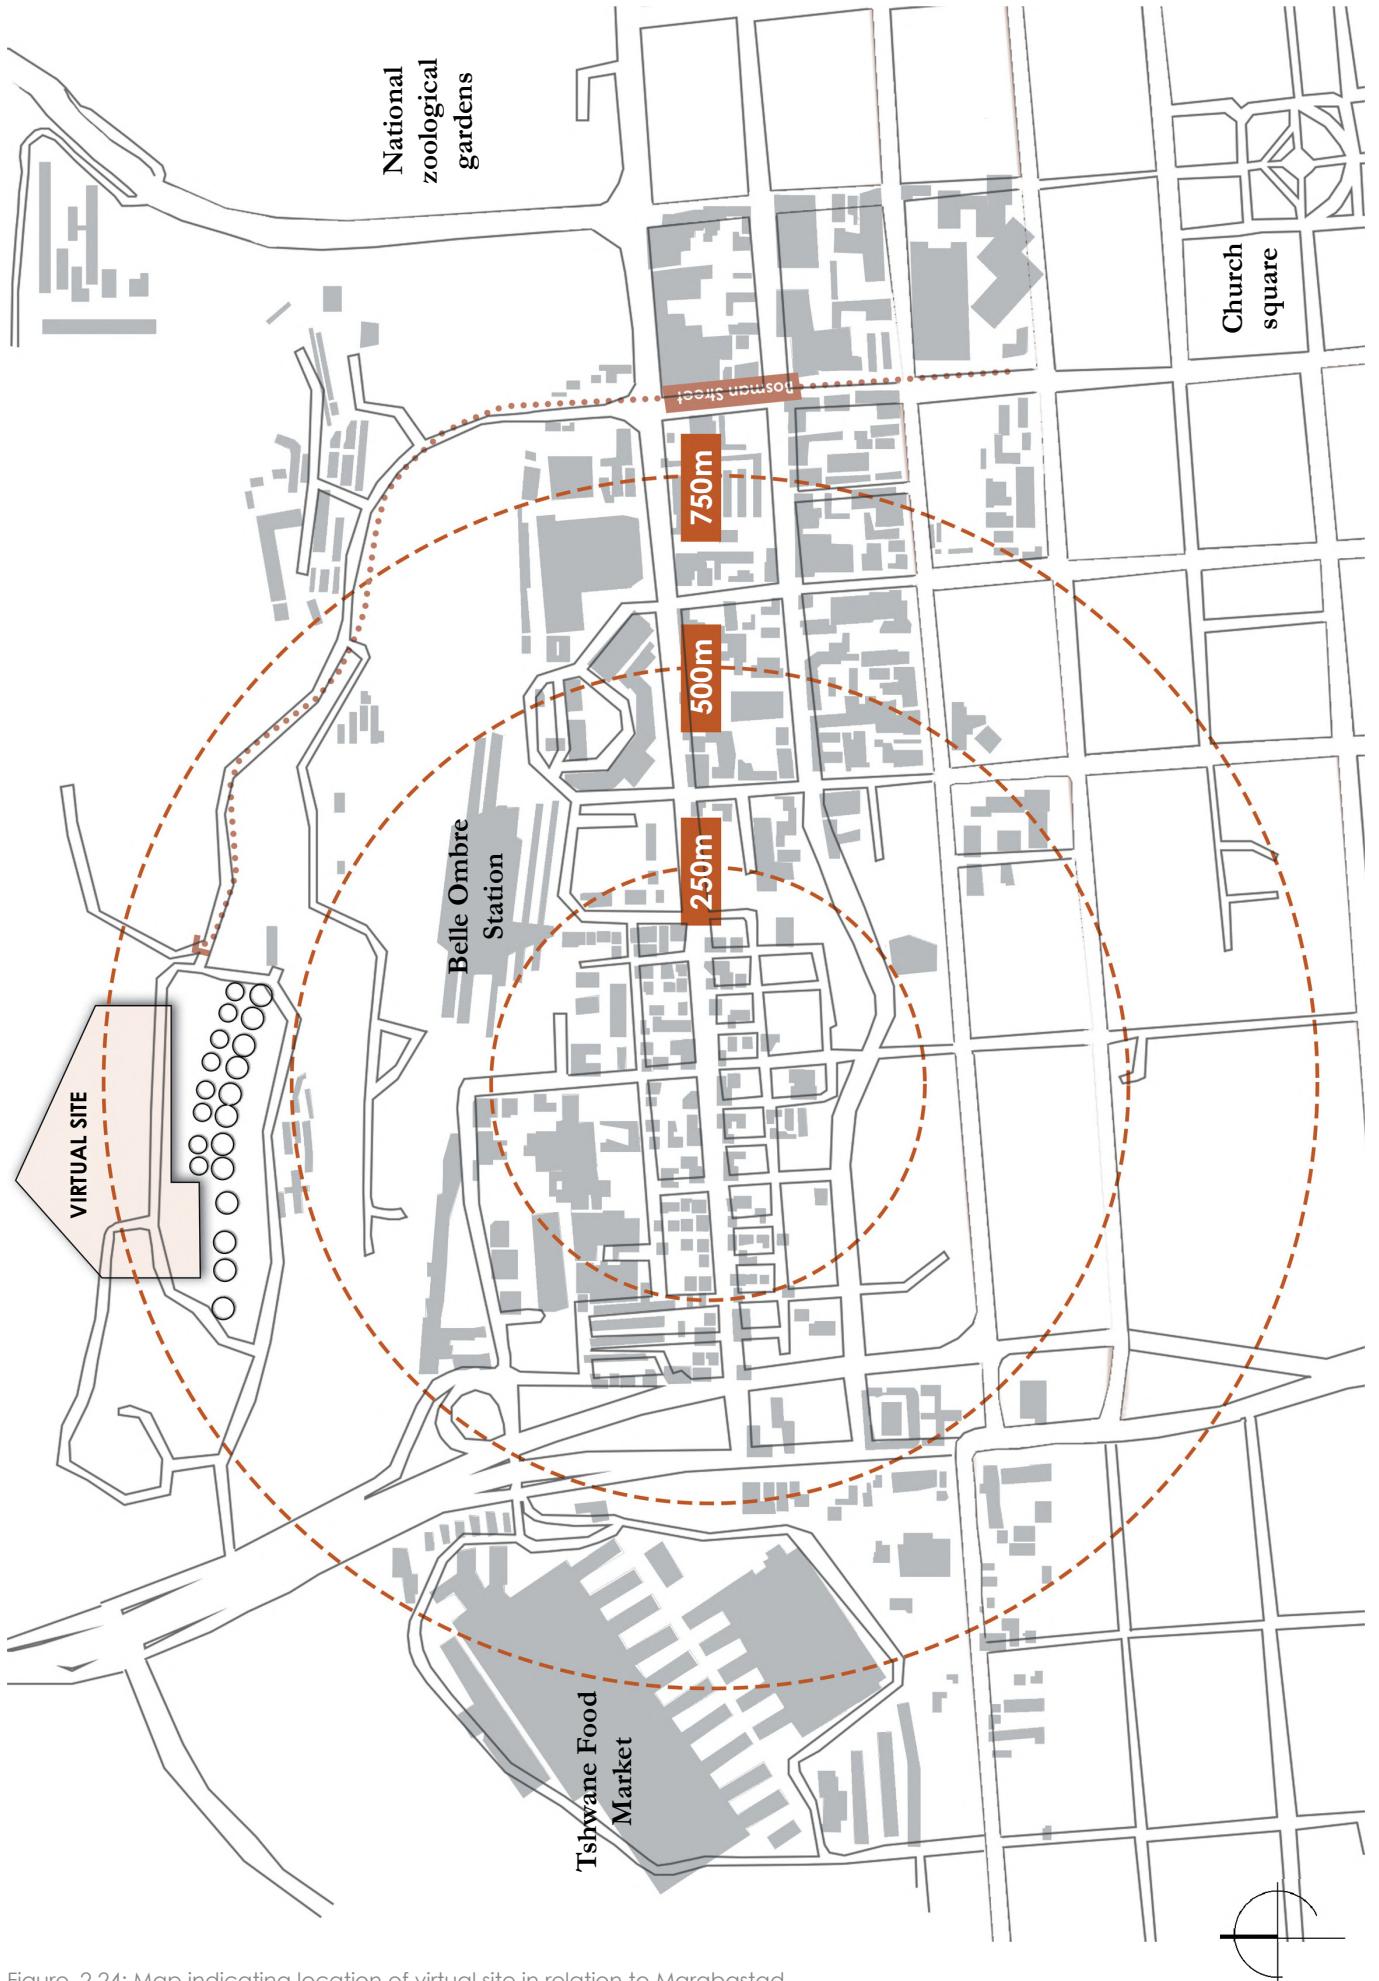 National
zoological
gardens
Church
square
Bosman Street
750m
500m
250m
Belle Ombre
Station
VIRTUAL SITE
Tshwane Food
Market
Figure 2.24: Map indicating location of virtual site in relation to Marabastad